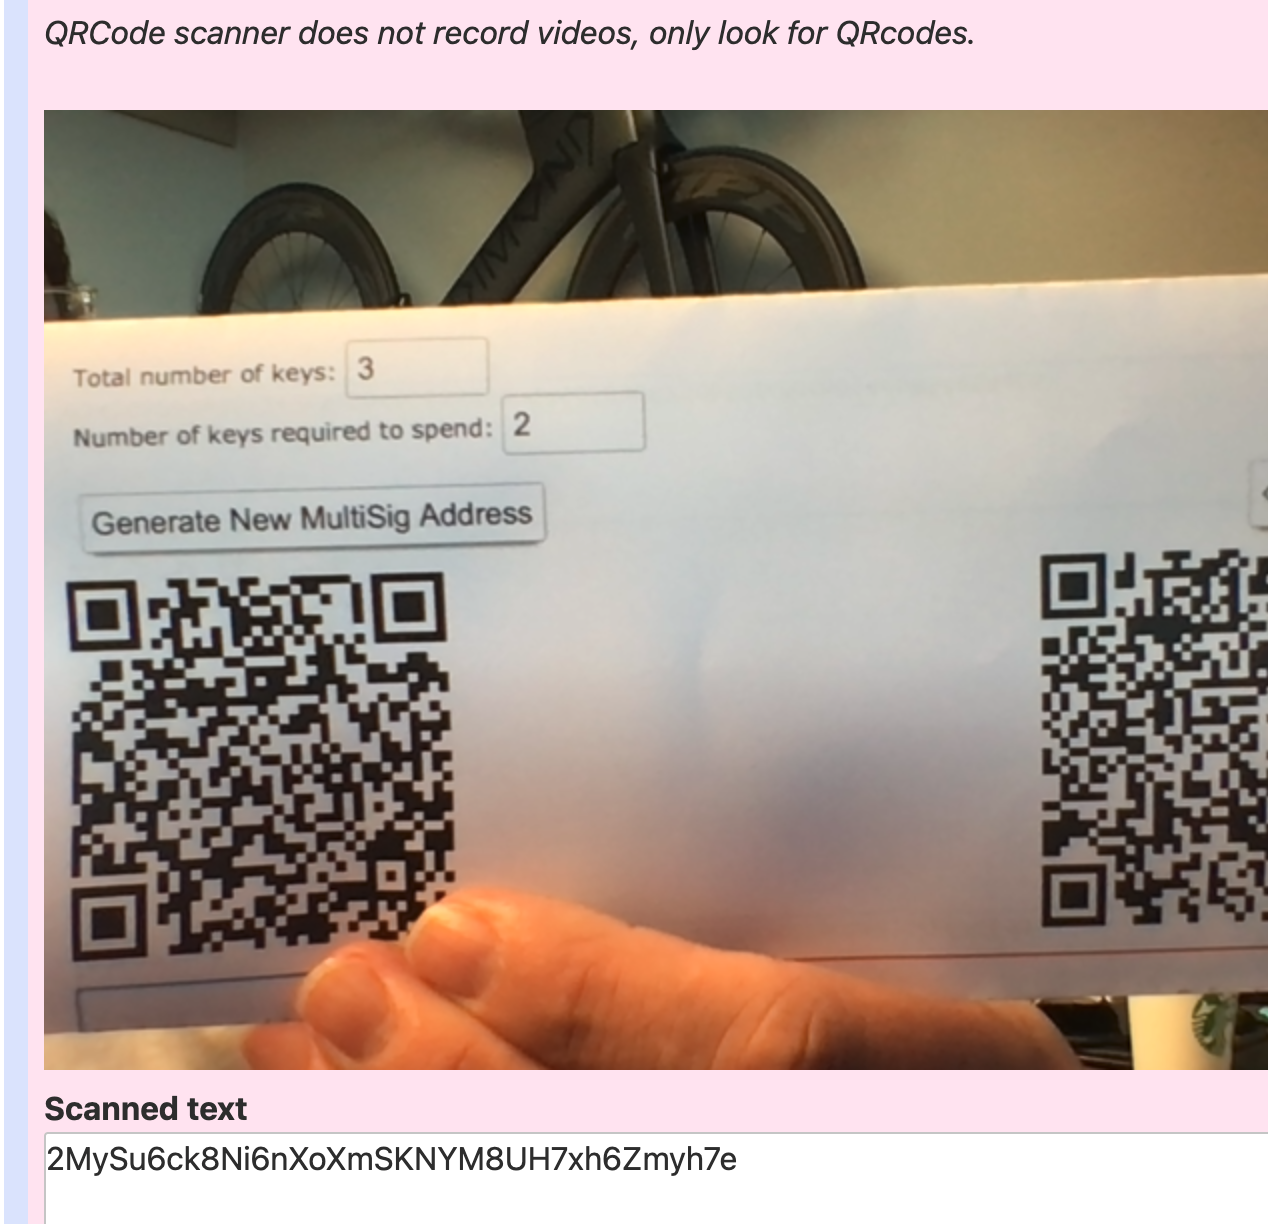 QRCode scanner does not record videos, only look for QRcodes.
Total number of keys: 3
Number of keys required to spend: 2
Generate New MultiSig Address
Scanned text
2MySu6ck8Ni6nXoXmSKNYM8UH7xh6Zmyh7e